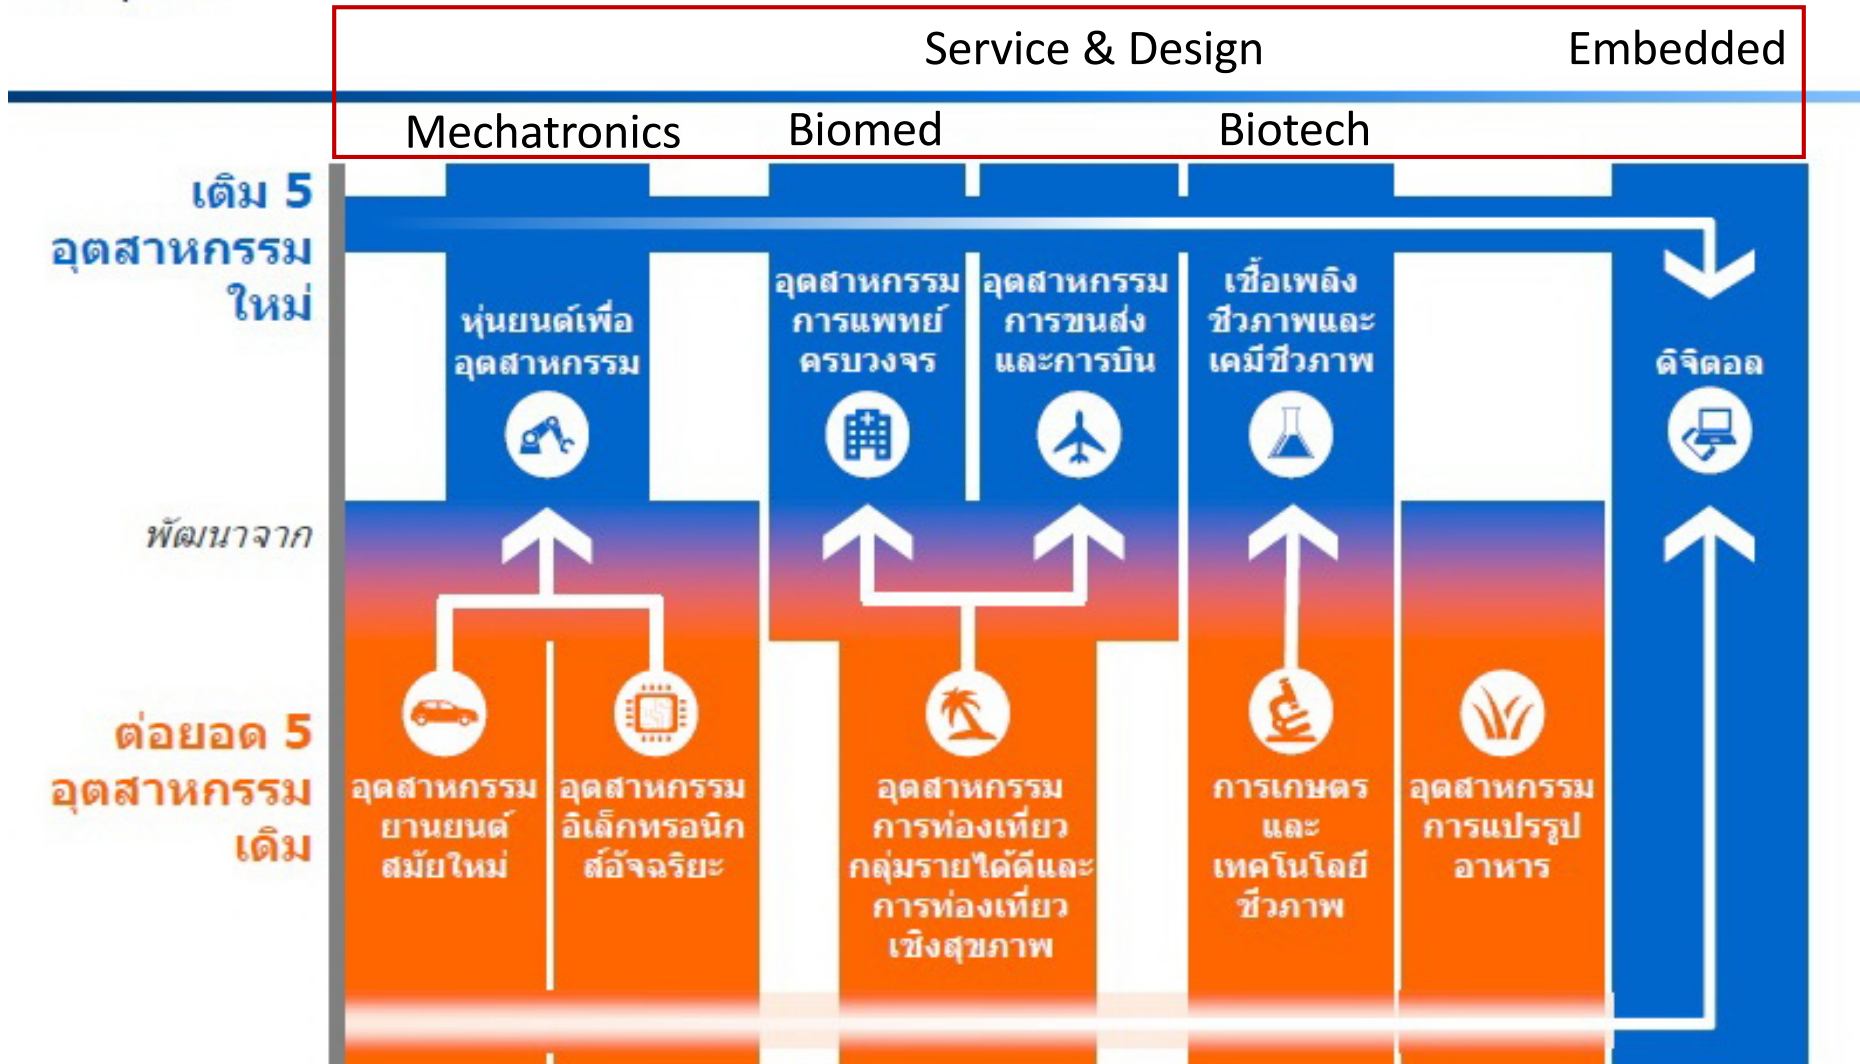 Service & Design
Embedded
Mechatronics
Biomed
Biotech
เติม 5
อุตสาหกรรม
ใหม่
หุ่นยนต์เพื่อ
อุตสาหกรรม
อุตสาหกรรม
การแพทย์
ครบวงจร
อุตสาหกรรม
การขนส่ง
และการบิน
เชื้อเพลิง
ชีวภาพและ
เคมีชีวภาพ
ดิจิตอล
พัฒนาจาก
ต่อยอด 5
อุตสาหกรรม
เดิม
อุตสาหกรรม
ยานยนต์
สมัยใหม่
อุตสาหกรรม
อิเล็กทรอนิก
ส์อัจฉริยะ
อุตสาหกรรม
การท่องเที่ยว
กลุ่มรายได้ดีและ
การท่องเที่ยว
เชิงสุขภาพ
การเกษตร
และ
เทคโนโลยี
ชีวภาพ
อุตสาหกรรม
การแปรรูป
อาหาร